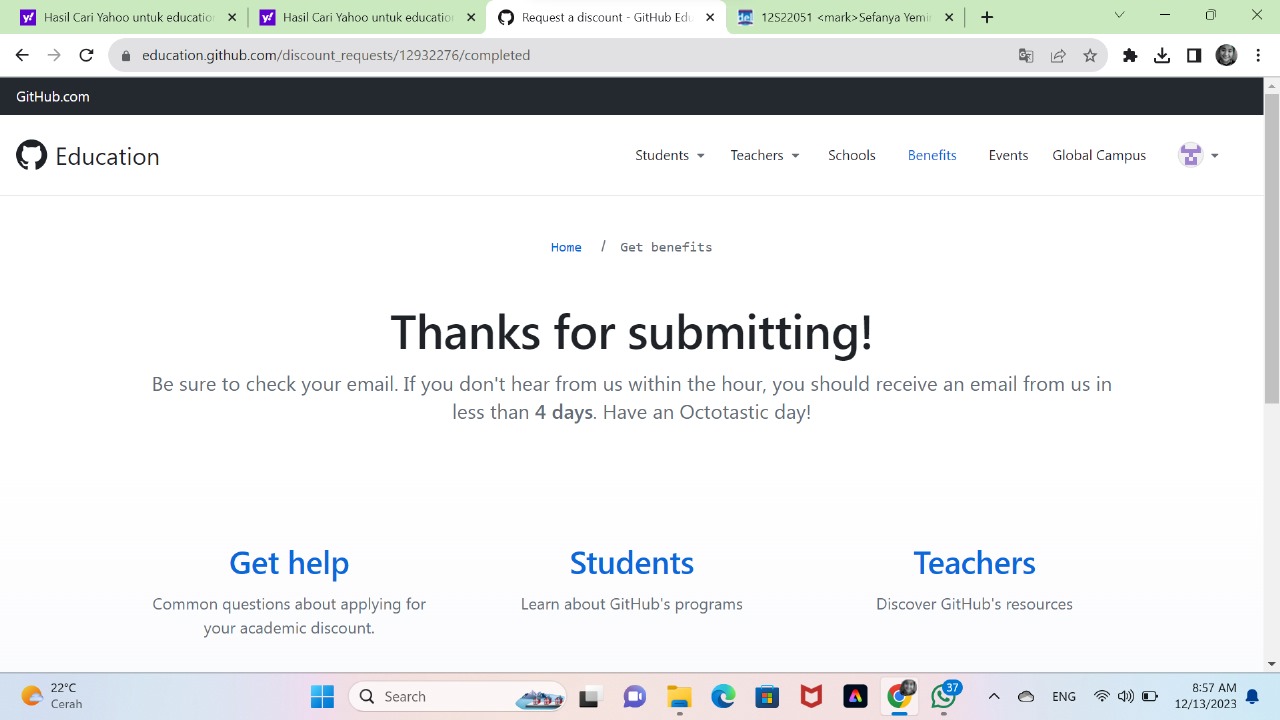 Hasil Cari Yahoo untuk education
Hasil Cari Yahoo untuk education
Request a discount - GitHub Edu
12S22051 <mark>Sefanya Yemin
education.github.com/discount_requests/12932276/completed
GitHub.com
Education
Students
Teachers
Schools
Benefits
Events
Global Campus
Home / Get benefits
Thanks for submitting!
Be sure to check your email. If you don't hear from us within the hour, you should receive an email from us in
less than 4 days. Have an Octotastic day!
Get help
Students
Teachers
Common questions about applying for
your academic discount.
Learn about GitHub's programs
Discover GitHub's resources
22°C
Cerah
Search
37
ENG
8:57 AM
12/13/2023